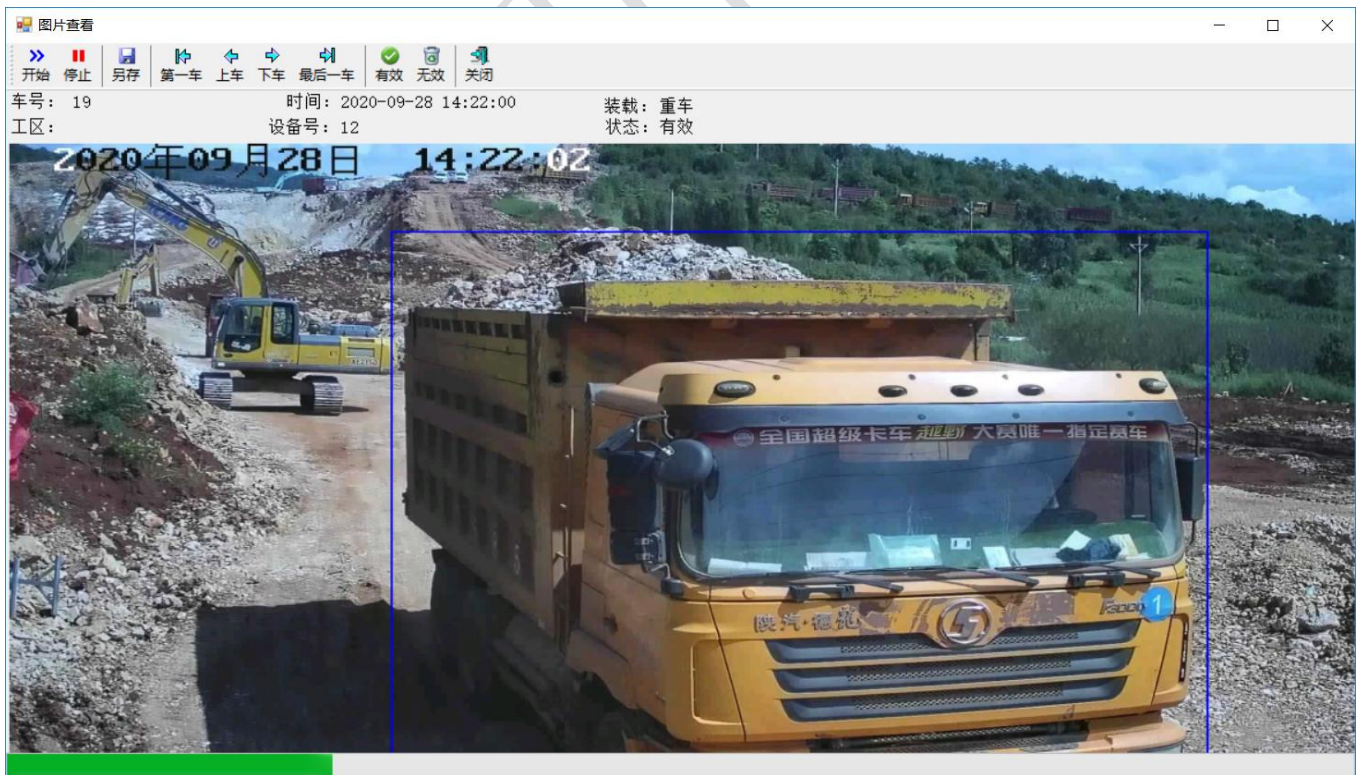 图片查看
开始 停止 另存 第一车 上车 下车 最后一车 有效 无效 关闭
车号： 19 时间：2020-09-28 14:22:00 装载：重车
工区： 设备号：12 状态：有效
2020年09月28日 14:22:02
全国超级卡车越野大赛唯一指定赛车
陕汽·德龙 F3000 1